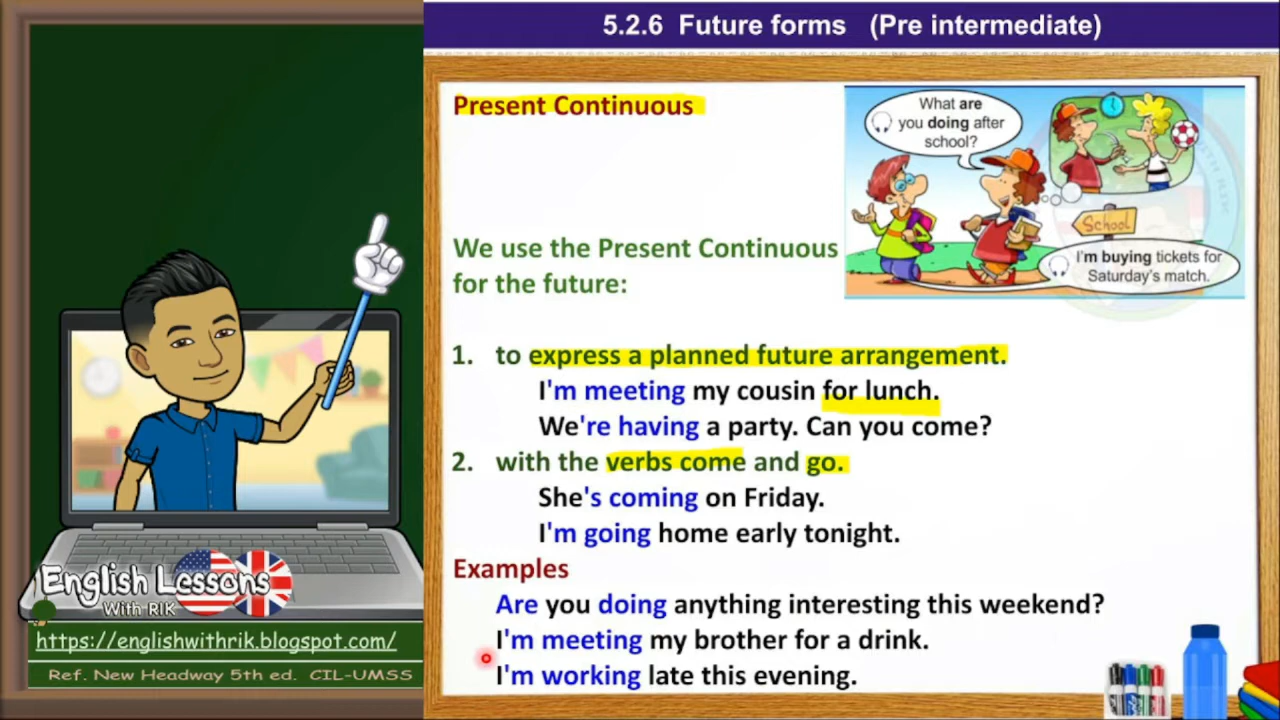 5.2.6 Future forms (Pre intermediate)
Present Continuous
What are
you doing after
school?
School
I'm buying tickets for
Saturday's match.
We use the Present Continuous
for the future:
1. to express a planned future arrangement.
I'm meeting my cousin for lunch.
We're having a party. Can you come?
2. with the verbs come and go.
She's coming on Friday.
I'm going home early tonight.
Examples
Are you doing anything interesting this weekend?
I'm meeting my brother for a drink.
I'm working late this evening.
English Lessons
With RIK
https://englishwithrik.blogspot.com/
Ref. New Headway 5th ed. CIL-UMSS